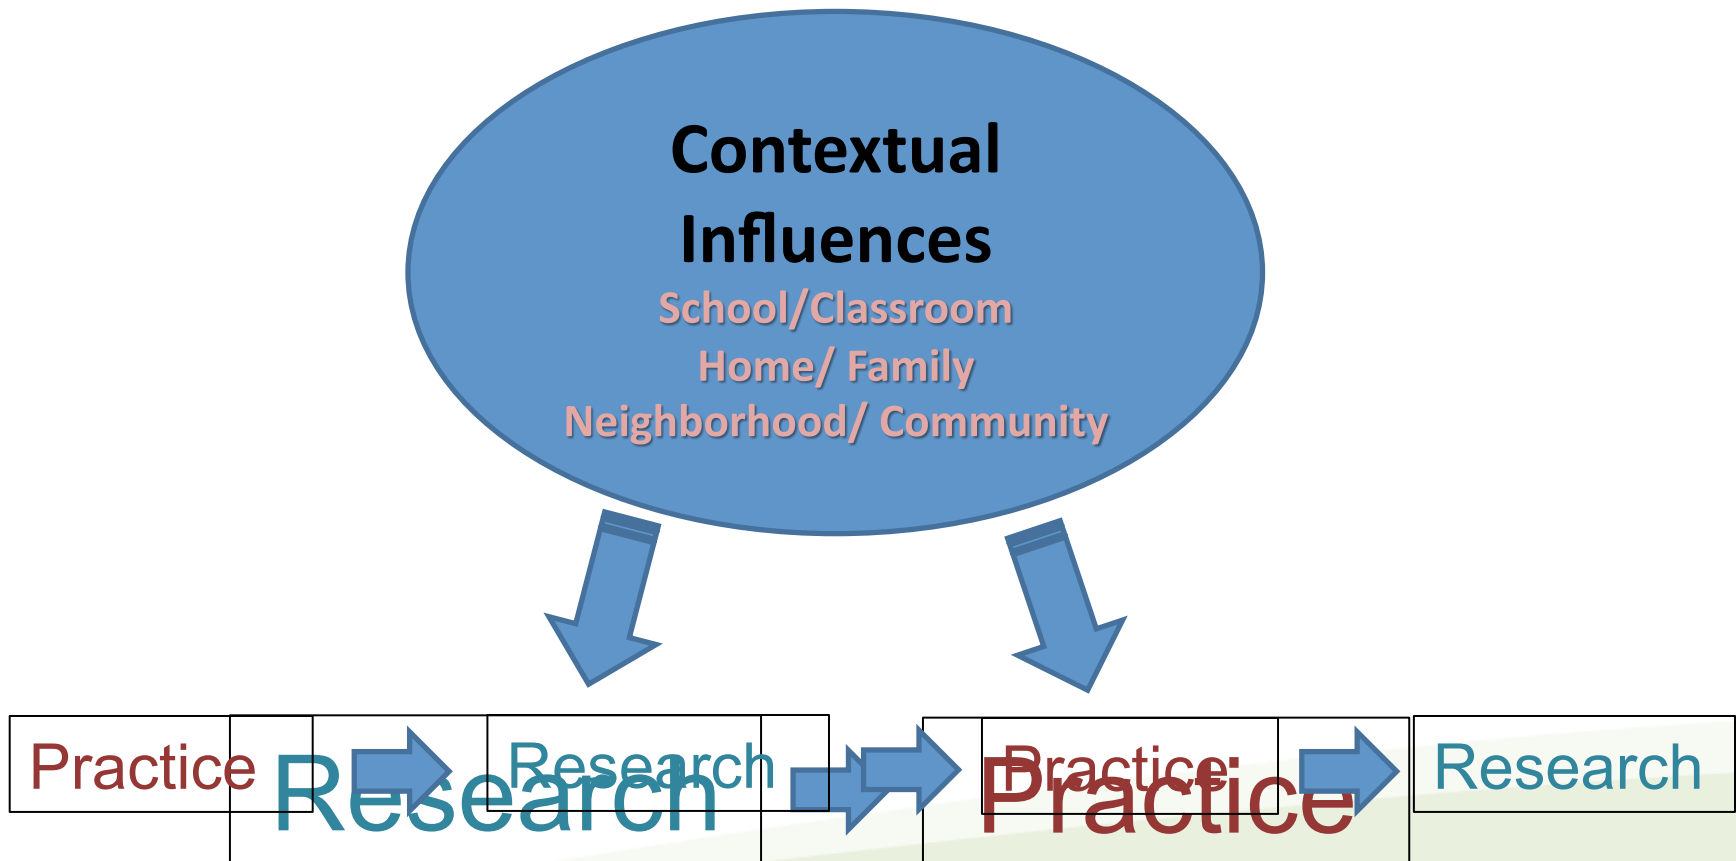 Contextual
Influences
School/Classroom
Home/ Family
Neighborhood/ Community
Practice
Research
Research
Practice
Practice
Research